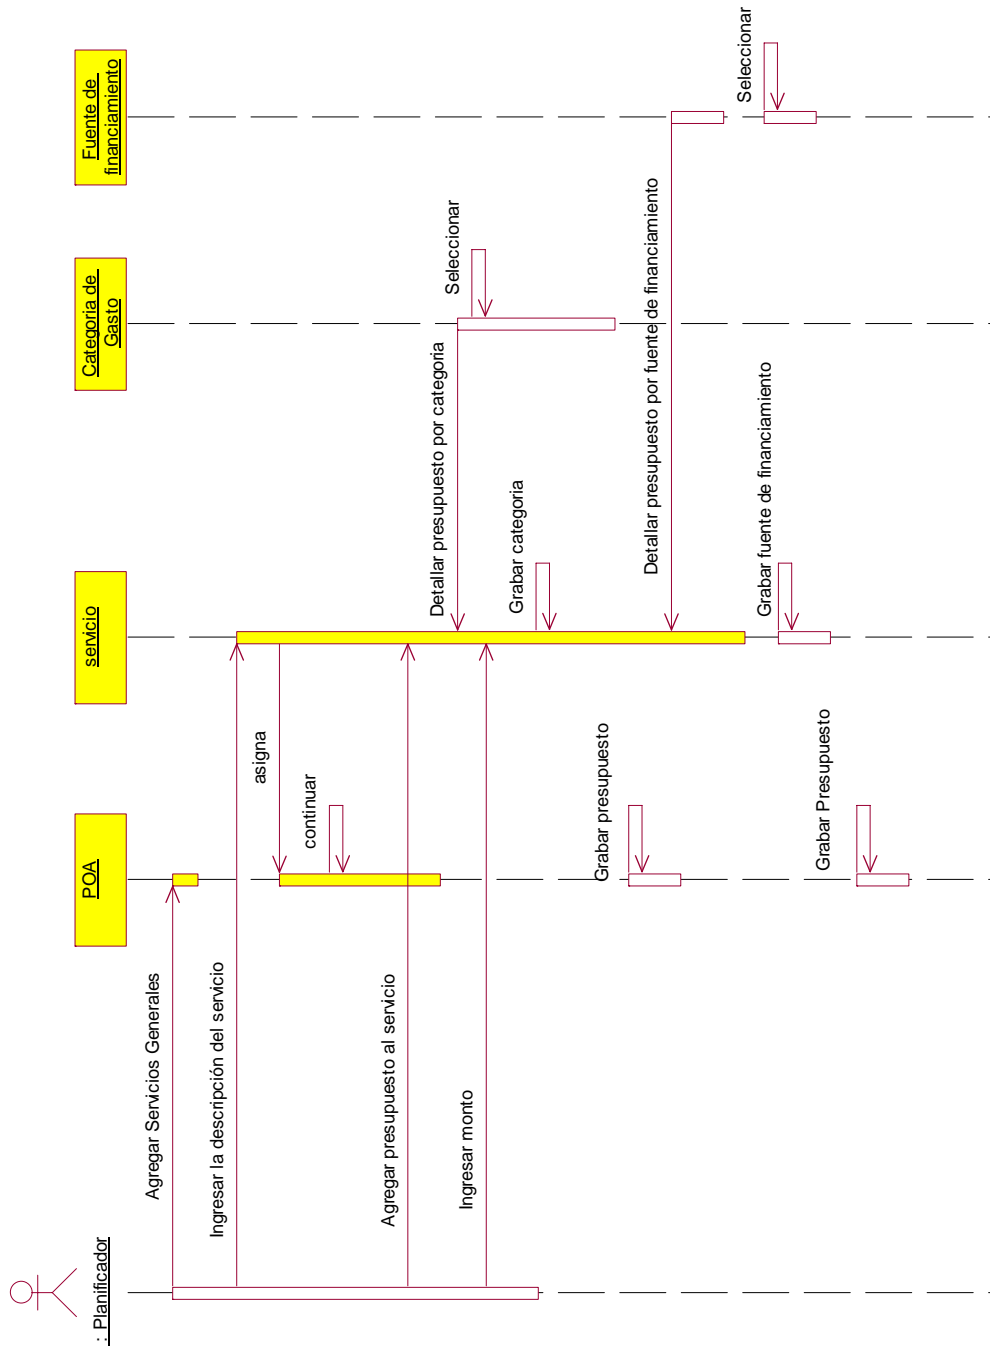 : Planificador
POA
servicio
Categoria de
Gasto
Fuente de
financiamiento
Agregar Servicios Generales
Ingresar la descripción del servicio
asigna
continuar
Agregar presupuesto al servicio
Detallar presupuesto por categoria
Seleccionar
Ingresar monto
Grabar categoria
Grabar presupuesto
Detallar presupuesto por fuente de financiamiento
Seleccionar
Grabar fuente de financiamiento
Grabar Presupuesto